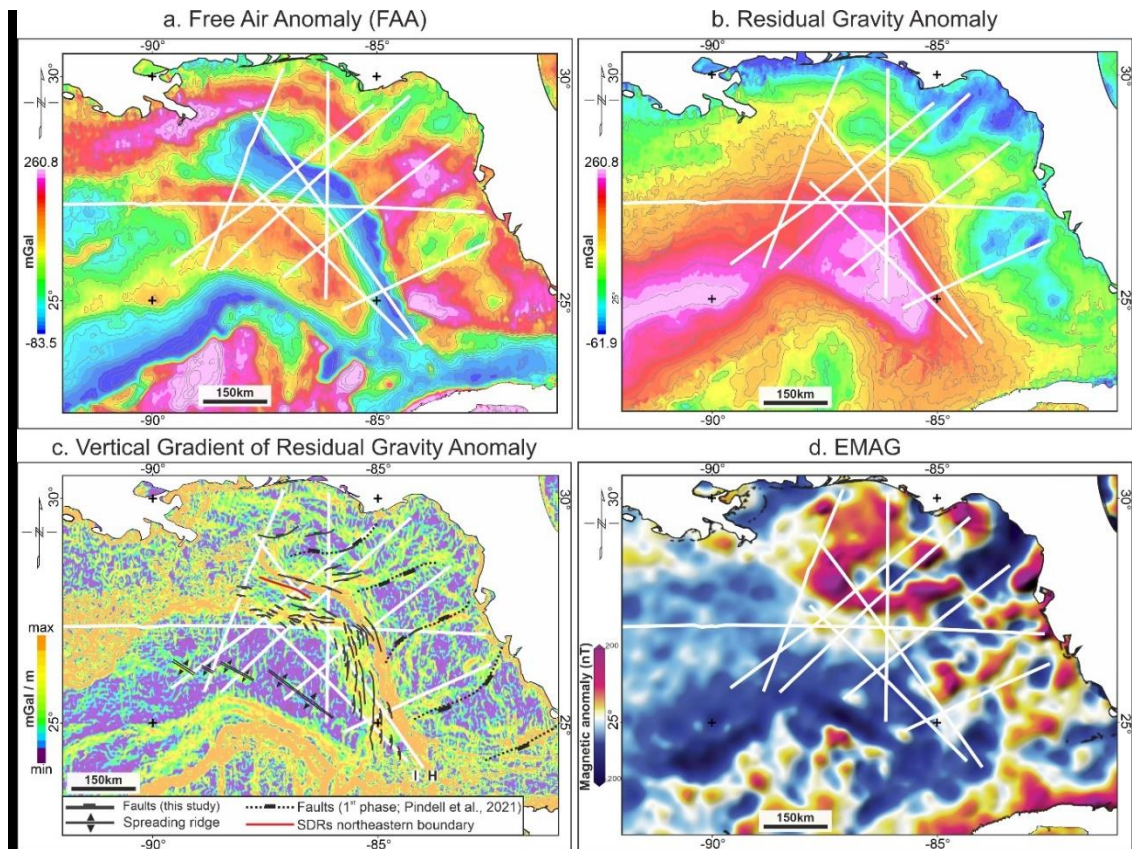 a. Free Air Anomaly (FAA)
b. Residual Gravity Anomaly
-90° -85°
-90° -85°
30°
N
260.8
mGal
25°
-83.5
150km
25°
30°
-90° -85°
30°
N
260.8
mGal
25°
-61.9
150km
25°
30°
-90° -85°
c. Vertical Gradient of Residual Gravity Anomaly
d. EMAG
-90° -85°
-90° -85°
30°
N
max
mGal / m
25°
min
150km
I H
25°
30°
Faults (this study)
Faults (1st phase; Pindell et al., 2021)
Spreading ridge
SDRs northeastern boundary
-90° -85°
30°
N
200
Magnetic anomaly (nT)
25°
200
150km
25°
30°
-90° -85°